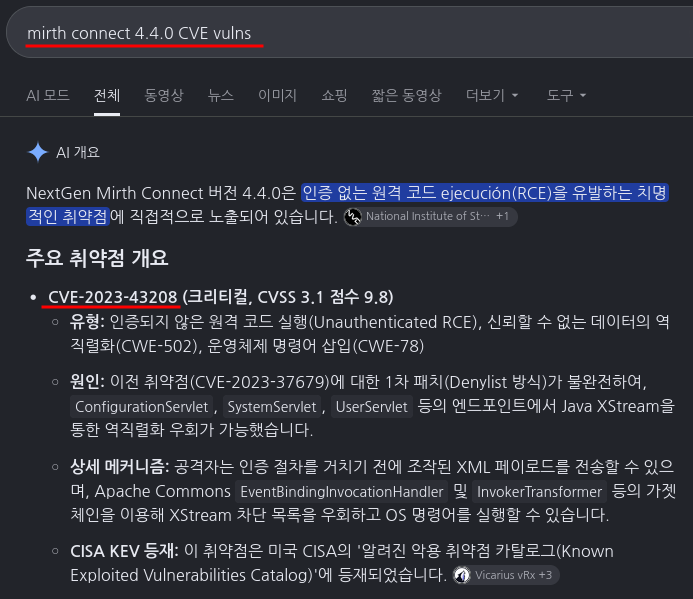 mirth connect 4.4.0 CVE vulns
AI 모드 전체 동영상 뉴스 이미지 쇼핑 짧은 동영상 더보기 도구
AI 개요
NextGen Mirth Connect 버전 4.4.0은 인증 없는 원격 코드 ejecución(RCE)을 유발하는 치명
적인 취약점에 직접적으로 노출되어 있습니다. National Institute of St··· +1
주요 취약점 개요
• CVE-2023-43208 (크리티컬, CVSS 3.1 점수 9.8)
◦ 유형: 인증되지 않은 원격 코드 실행(Unauthenticated RCE), 신뢰할 수 없는 데이터의 역
직렬화(CWE-502), 운영체제 명령어 삽입(CWE-78)
◦ 원인: 이전 취약점(CVE-2023-37679)에 대한 1차 패치(Denylist 방식)가 불완전하여,
ConfigurationServlet, SystemServlet, UserServlet 등의 엔드포인트에서 Java XStream을
통한 역직렬화 우회가 가능했습니다.
◦ 상세 메커니즘: 공격자는 인증 절차를 거치기 전에 조작된 XML 페이로드를 전송할 수 있으
며, Apache Commons EventBindingInvocationHandler 및 InvokerTransformer 등의 가젯
체인을 이용해 XStream 차단 목록을 우회하고 OS 명령어를 실행할 수 있습니다.
◦ CISA KEV 등재: 이 취약점은 미국 CISA의 '알려진 악용 취약점 카탈로그(Known
Exploited Vulnerabilities Catalog)'에 등재되었습니다. Vicarius vRx +3